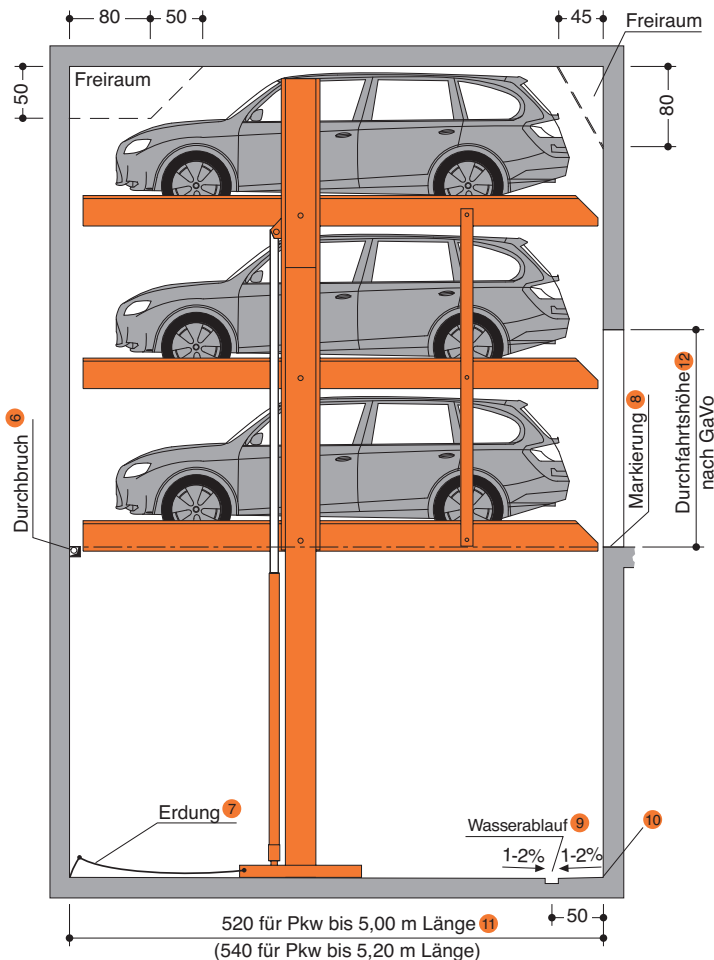 80
50
45
Freiraum
50
Freiraum
80
Durchbruch 6
Markierung 8
Durchfahrtshöhe 12
nach GaVo
Erdung 7
Wasserablauf 9
10
1-2%
1-2%
50
520 für Pkw bis 5,00 m Länge 11
(540 für Pkw bis 5,20 m Länge)